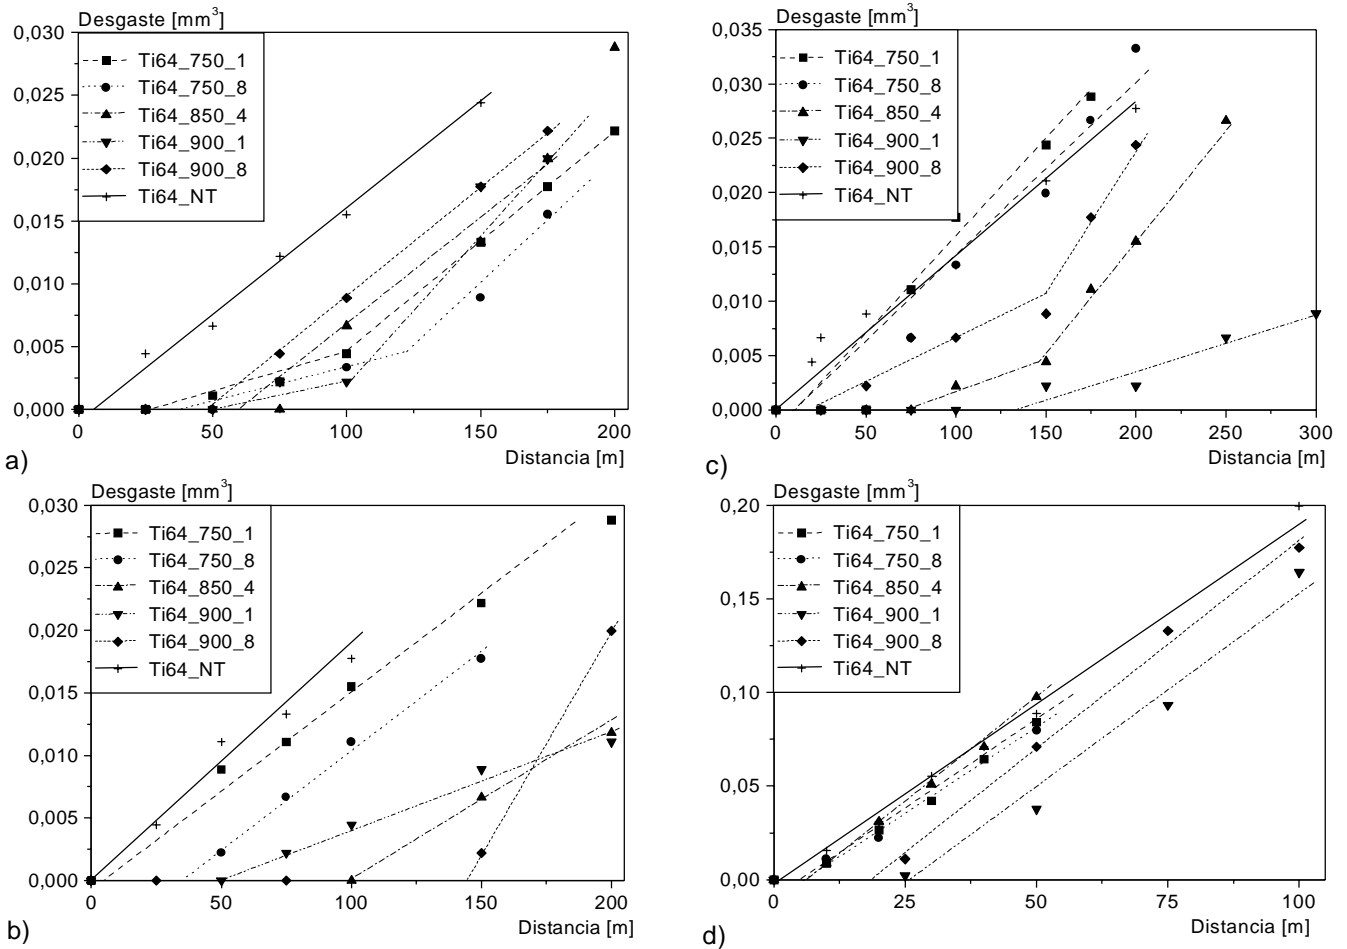 Desgaste [mm³]
0,030
0,025
0,020
0,015
0,010
0,005
0,000
Ti64_750_1
Ti64_750_8
Ti64_850_4
Ti64_900_1
Ti64_900_8
Ti64_NT
0 50 100 150 200
Distancia [m]
a)
Desgaste [mm³]
0,035
0,030
0,025
0,020
0,015
0,010
0,005
0,000
Ti64_750_1
Ti64_750_8
Ti64_850_4
Ti64_900_1
Ti64_900_8
Ti64_NT
0 50 100 150 200 250 300
Distancia [m]
c)
Desgaste [mm³]
0,030
0,025
0,020
0,015
0,010
0,005
0,000
Ti64_750_1
Ti64_750_8
Ti64_850_4
Ti64_900_1
Ti64_900_8
Ti64_NT
0 50 100 150 200
Distancia [m]
b)
Desgaste [mm³]
0,20
0,15
0,10
0,05
0,00
Ti64_750_1
Ti64_750_8
Ti64_850_4
Ti64_900_1
Ti64_900_8
Ti64_NT
0 25 50 75 100
Distancia [m]
d)